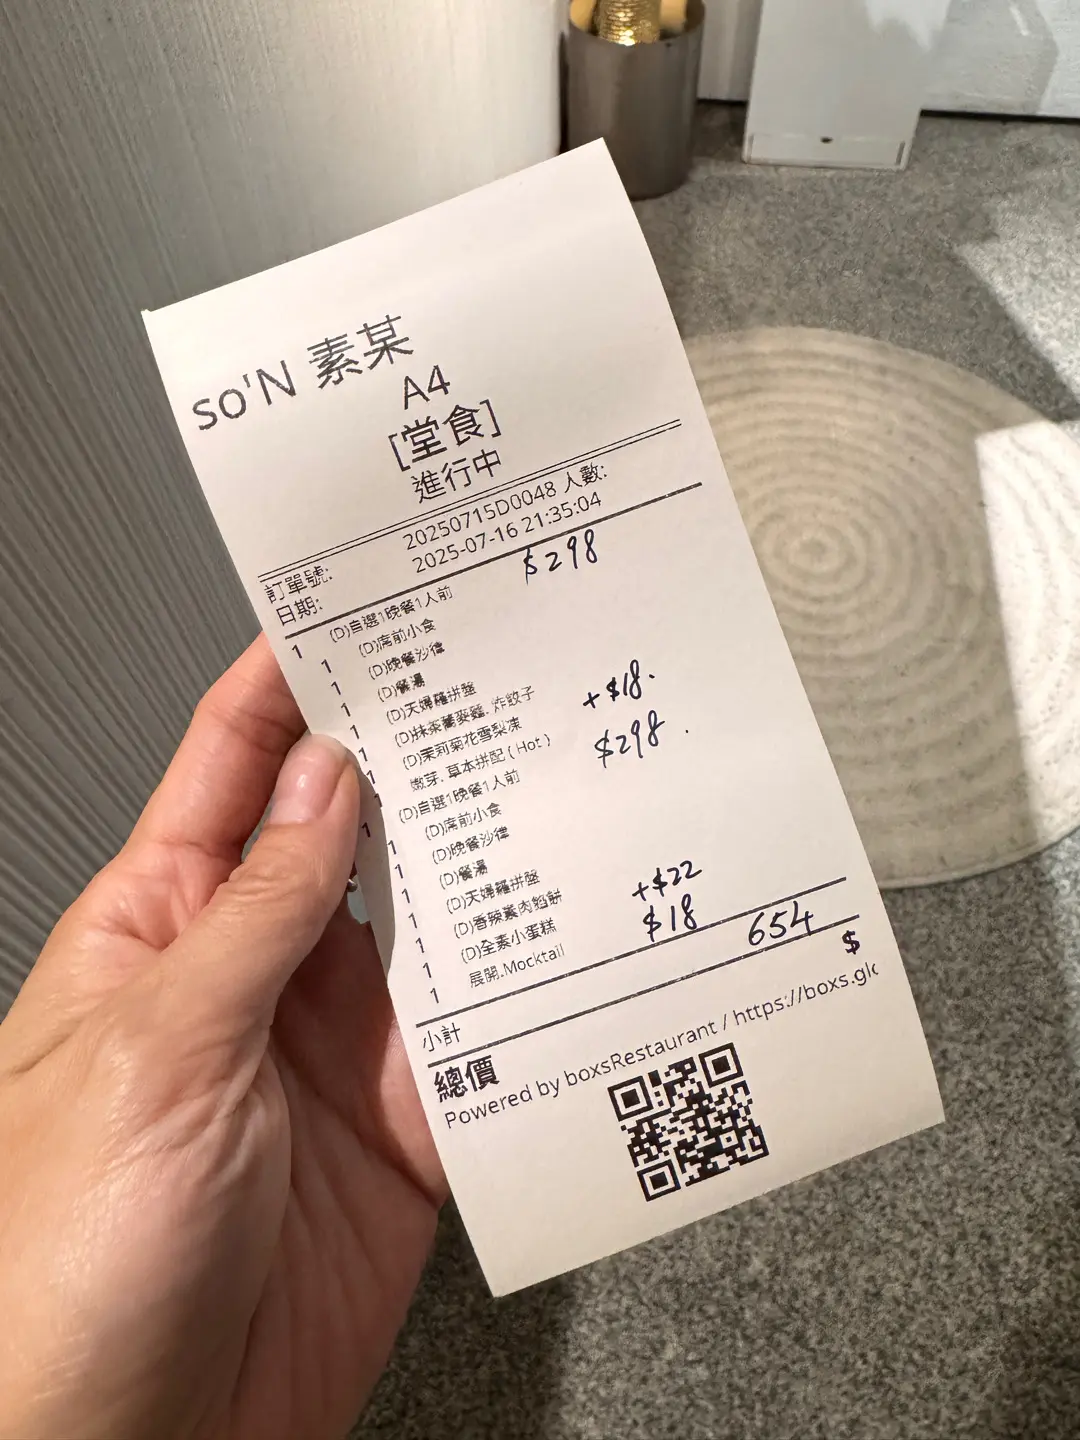 so'N 素某
A4
[堂食]
進行中
訂單號: 20250715D0048 人數:
日期: 2025-07-16 21:35:04
1 (D)自選1晚餐1人前 $298
1 (D)席前小食
1 (D)晚餐沙律
1 (D)餐湯
1 (D)天婦羅拼盤
1 (D)抹茶蕎麥麵. 炸餃子
1 (D)茉莉菊花雪梨凍
1 嫩芽. 草本拼配 ( Hot ) +$18.
1 (D)自選1晚餐1人前 $298.
1 (D)席前小食
1 (D)晚餐沙律
1 (D)餐湯
1 (D)天婦羅拼盤
1 (D)香辣素肉餡餅
1 (D)全素小蛋糕 +$22
1 展開.Mocktail $18
小計 654
總價 $
Powered by boxsRestaurant / https://boxs.glo